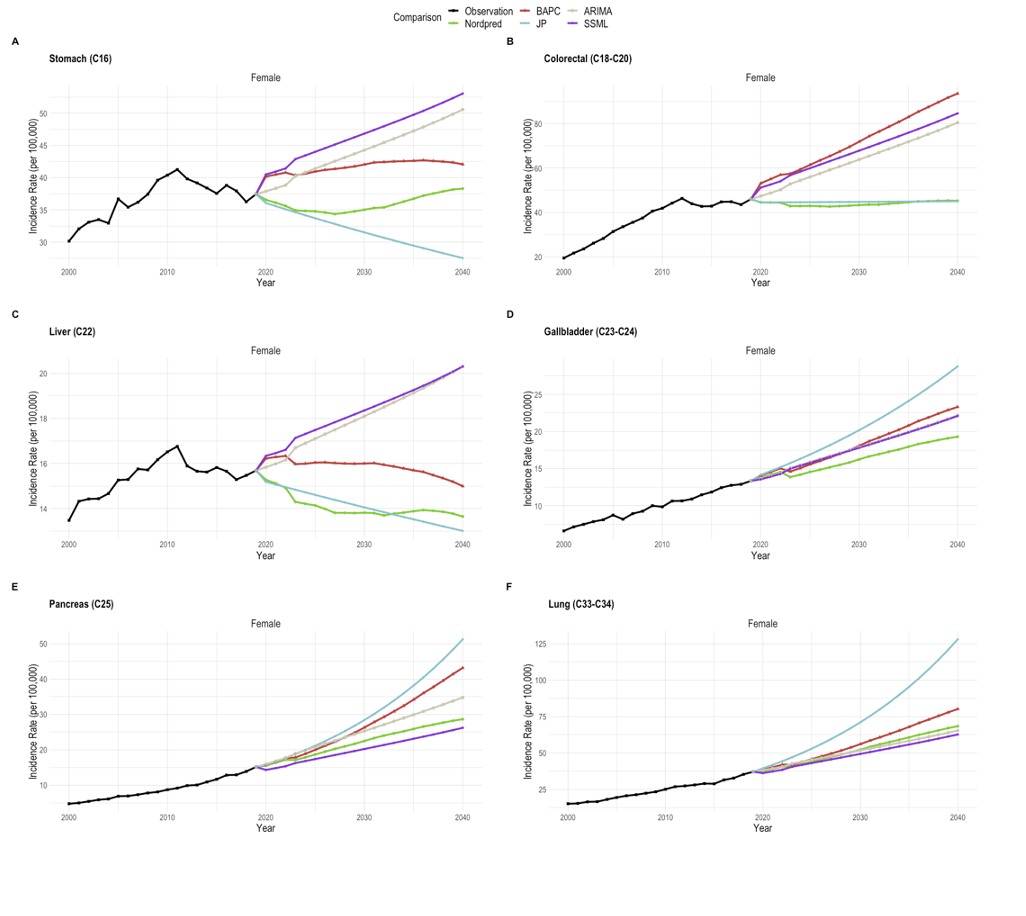 Comparison
Observation BAPC ARIMA
Nordpred JP SSML
A
Stomach (C16)
Female
Incidence Rate (per 100,000)
50
45
40
35
30
2000 2010 2020 2030 2040
Year
B
Colorectal (C18-C20)
Female
Incidence Rate (per 100,000)
80
60
40
20
2000 2010 2020 2030 2040
Year
C
Liver (C22)
Female
Incidence Rate (per 100,000)
20
18
16
14
2000 2010 2020 2030 2040
Year
D
Gallbladder (C23-C24)
Female
Incidence Rate (per 100,000)
25
20
15
10
2000 2010 2020 2030 2040
Year
E
Pancreas (C25)
Female
Incidence Rate (per 100,000)
50
40
30
20
10
2000 2010 2020 2030 2040
Year
F
Lung (C33-C34)
Female
Incidence Rate (per 100,000)
125
100
75
50
25
2000 2010 2020 2030 2040
Year